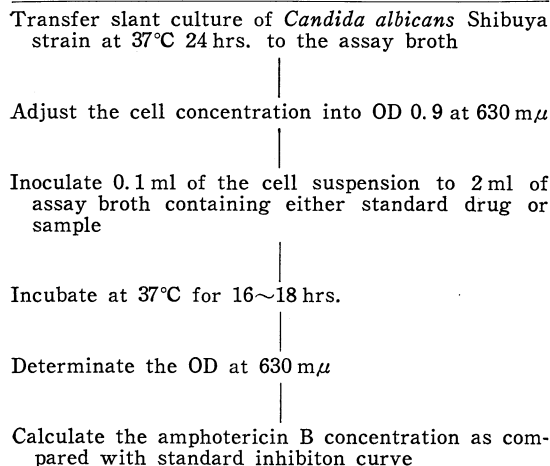 Transfer slant culture of Candida albicans Shibuya
strain at 37°C 24 hrs. to the assay broth
Adjust the cell concentration into OD 0.9 at 630 mμ
Inoculate 0.1 ml of the cell suspension to 2 ml of
assay broth containing either standard drug or
sample
Incubate at 37°C for 16~18 hrs.
Determinate the OD at 630 mμ
Calculate the amphotericin B concentration as com-
pared with standard inhibiton curve